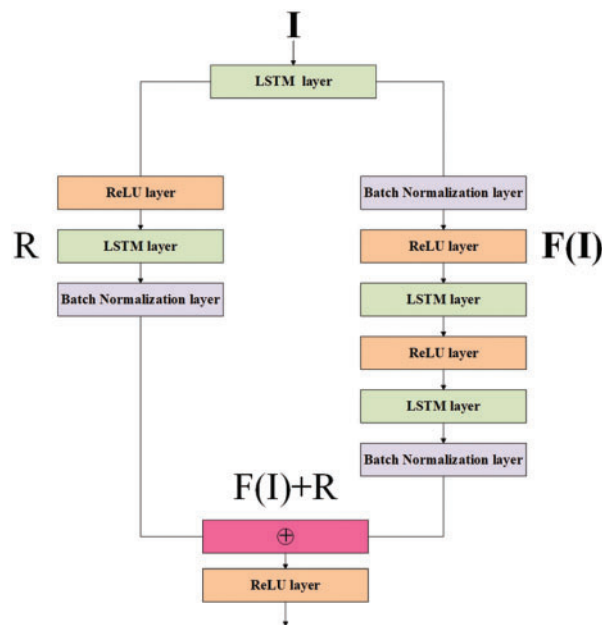 I
LSTM layer
ReLU layer
LSTM layer
Batch Normalization layer
R
Batch Normalization layer
ReLU layer
LSTM layer
ReLU layer
LSTM layer
Batch Normalization layer
F(I)
F(I)+R
⊕
ReLU layer